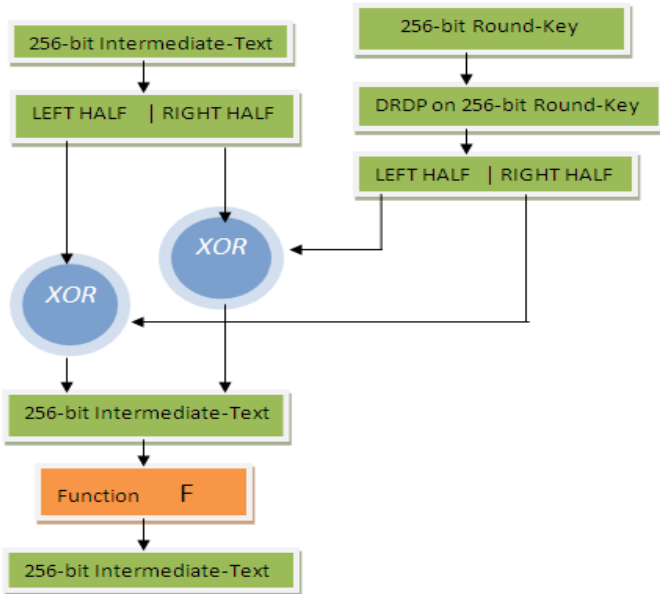 256-bit Intermediate-Text
256-bit Round-Key
LEFT HALF | RIGHT HALF
DRDP on 256-bit Round-Key
LEFT HALF | RIGHT HALF
XOR
XOR
256-bit Intermediate-Text
Function F
256-bit Intermediate-Text